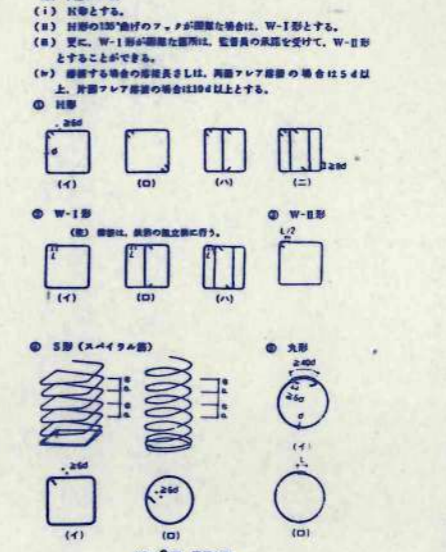 (ⅰ) H形とする。
(ⅱ) H形の135°曲げのフックが困難な場合は、W-Ⅰ形とする。
(ⅲ) 更に、W-Ⅰ形が困難な箇所は、監督員の承諾を受けて、W-Ⅱ形
とすることができる。
(ⅳ) 溶接する場合の溶接長さLは、両面フレア溶接の場合は5d以
上、片面フレア溶接の場合は10d以上とする。
① H形
≧6d
d
≧8d
(イ) (ロ) (ハ) (ニ)
② W-Ⅰ形 ③ W-Ⅱ形
(注) 溶接は、鉄筋の組立前に行う。
L/2
L L L
(イ) (ロ) (ハ)
④ S形(スパイラル筋) ⑤ 丸形
≧40d
≧6d
d
(イ)
≧6d ≧6d
L
(イ) (ロ) (ロ)